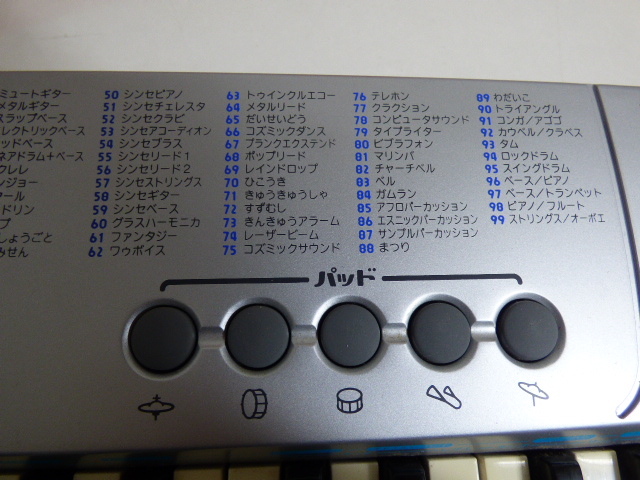 ミュートギター
メタルギター
スラップベース
レクトリックベース
ッドベース
ネアドラム+ベース
クレレ
ンジョー
ール
ドリン
プ
しょうごと
みせん
50 シンセピアノ
51 シンセチェレスタ
52 シンセクラビ
53 シンセアコーディオン
54 シンセブラス
55 シンセリード1
56 シンセリード2
57 シンセストリングス
58 シンセギター
59 シンセベース
60 グラスハーモニカ
61 ファンタジー
62 ワゥボイス
63 トゥインクルエコー
64 メタルリード
65 だいせいどう
66 コズミックダンス
67 ブランクエステンド
68 ポップリード
69 レインドロップ
70 ひこうき
71 きゅうきゅうしゃ
72 すずむし
73 きんきゅうアラーム
74 レーザービーム
75 コズミックサウンド
76 テレホン
77 クラクション
78 コンピュータサウンド
79 タイプライター
80 ビブラフォン
81 マリンバ
82 チャーチベル
83 ベル
84 ガムラン
85 アフロパーカッション
86 エスニックパーカッション
87 サンプルパーカッション
88 まつり
89 わだいこ
90 トライアングル
91 コンガ/アゴゴ
92 カウベル/クラベス
93 タム
94 ロックドラム
95 スイングドラム
96 ベース/ピアノ
97 ベース/トランペット
98 ピアノ/フルート
99 ストリングス/オーボエ
パッド